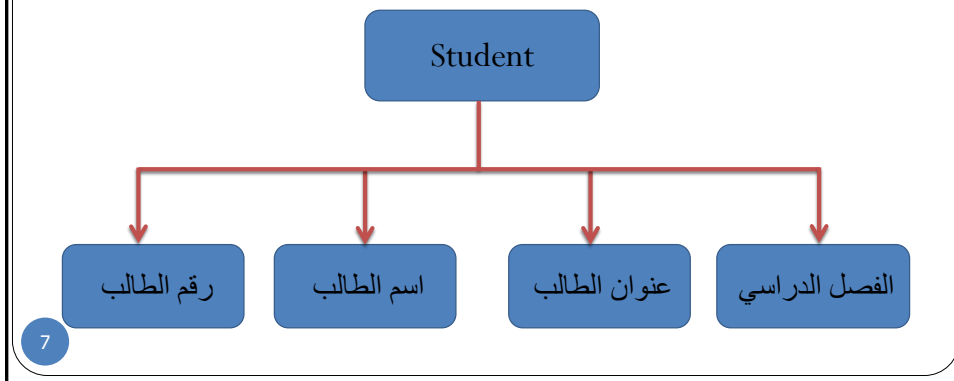 Student
الفصل الدراسي
عنوان الطالب
اسم الطالب
رقم الطالب
7